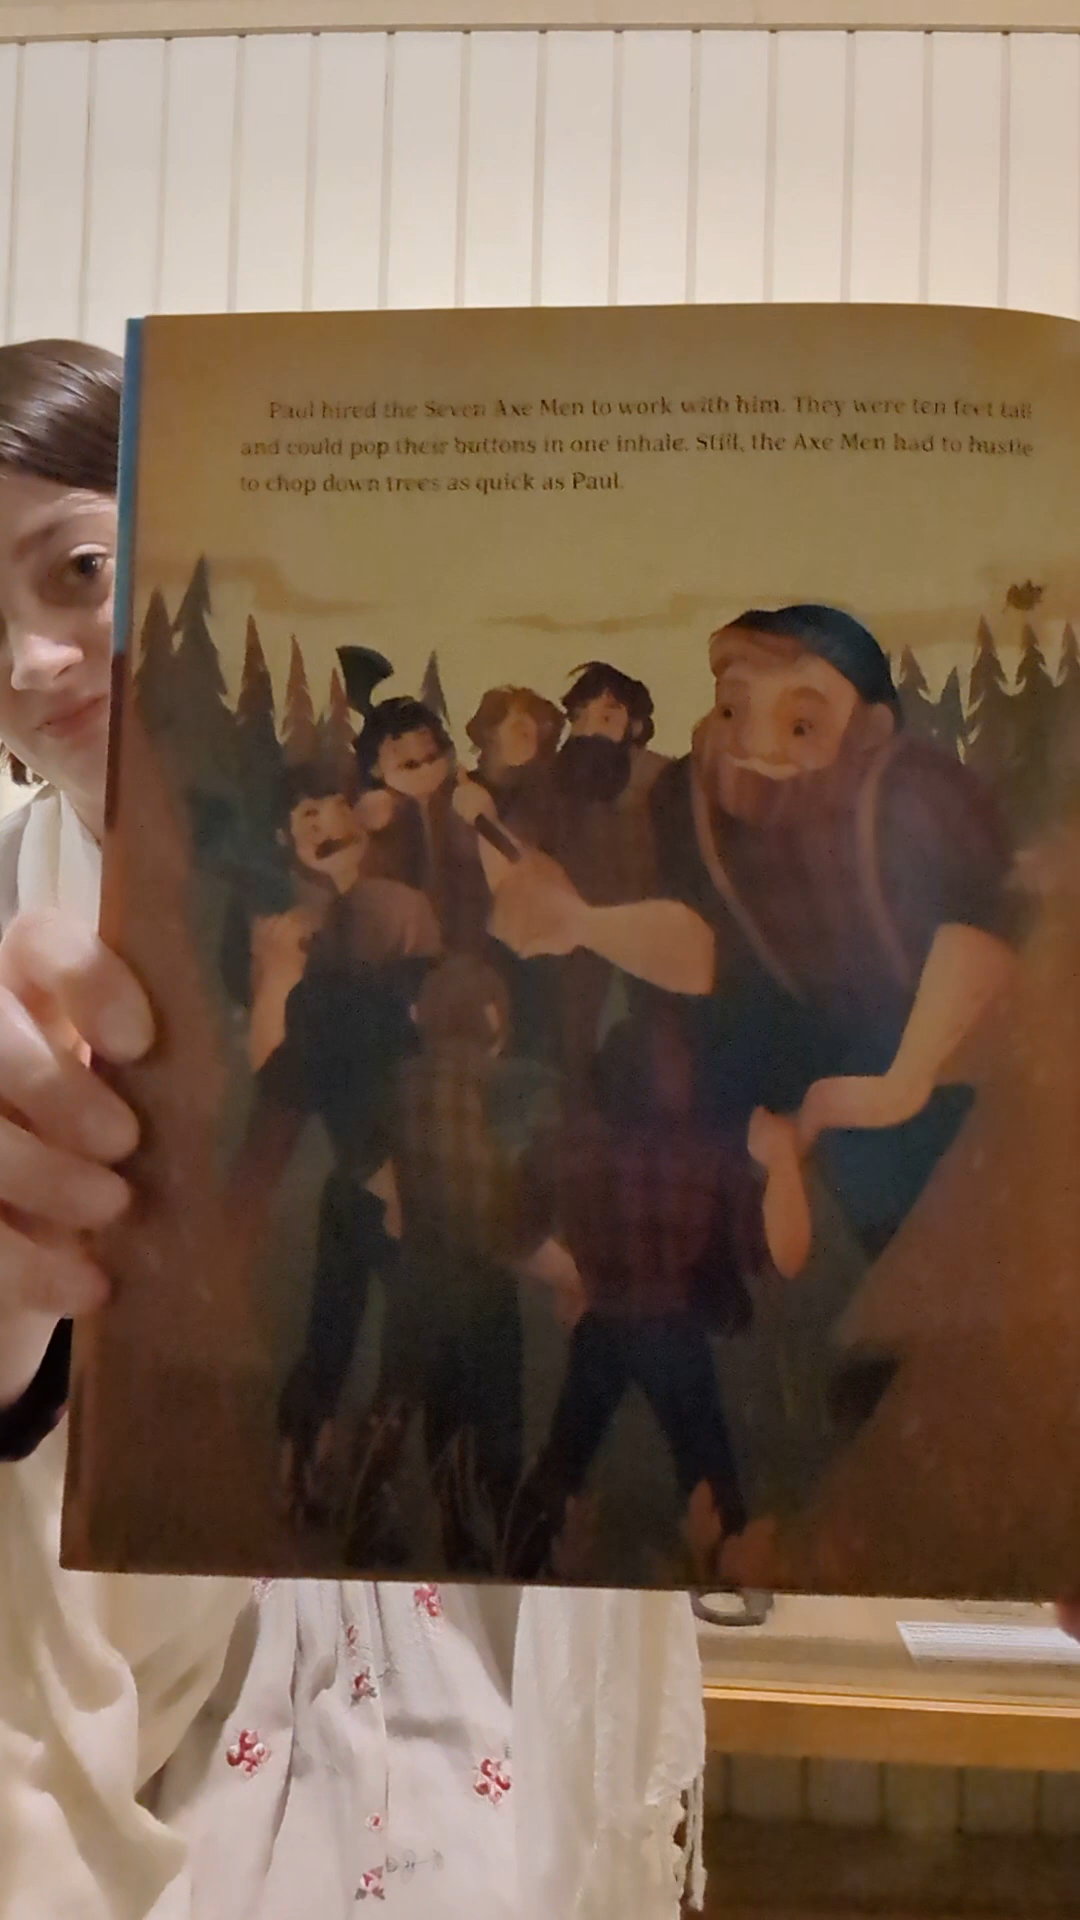 Paul hired the Seven Axe Men to work with him. They were ten feet tall
and could pop their buttons in one inhale. Still, the Axe Men had to hustle
to chop down trees as quick as Paul.